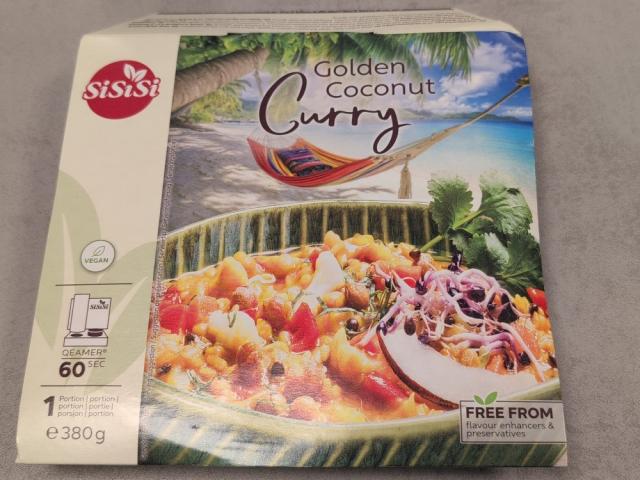 SiSiSi
Golden
Coconut
Curry
VEGAN
SiSiSi
QEAMER®
60 SEC
1 Portion | portion |
portion | portie |
porsjon | portion
e380g
FREE FROM
flavour enhancers &
preservatives